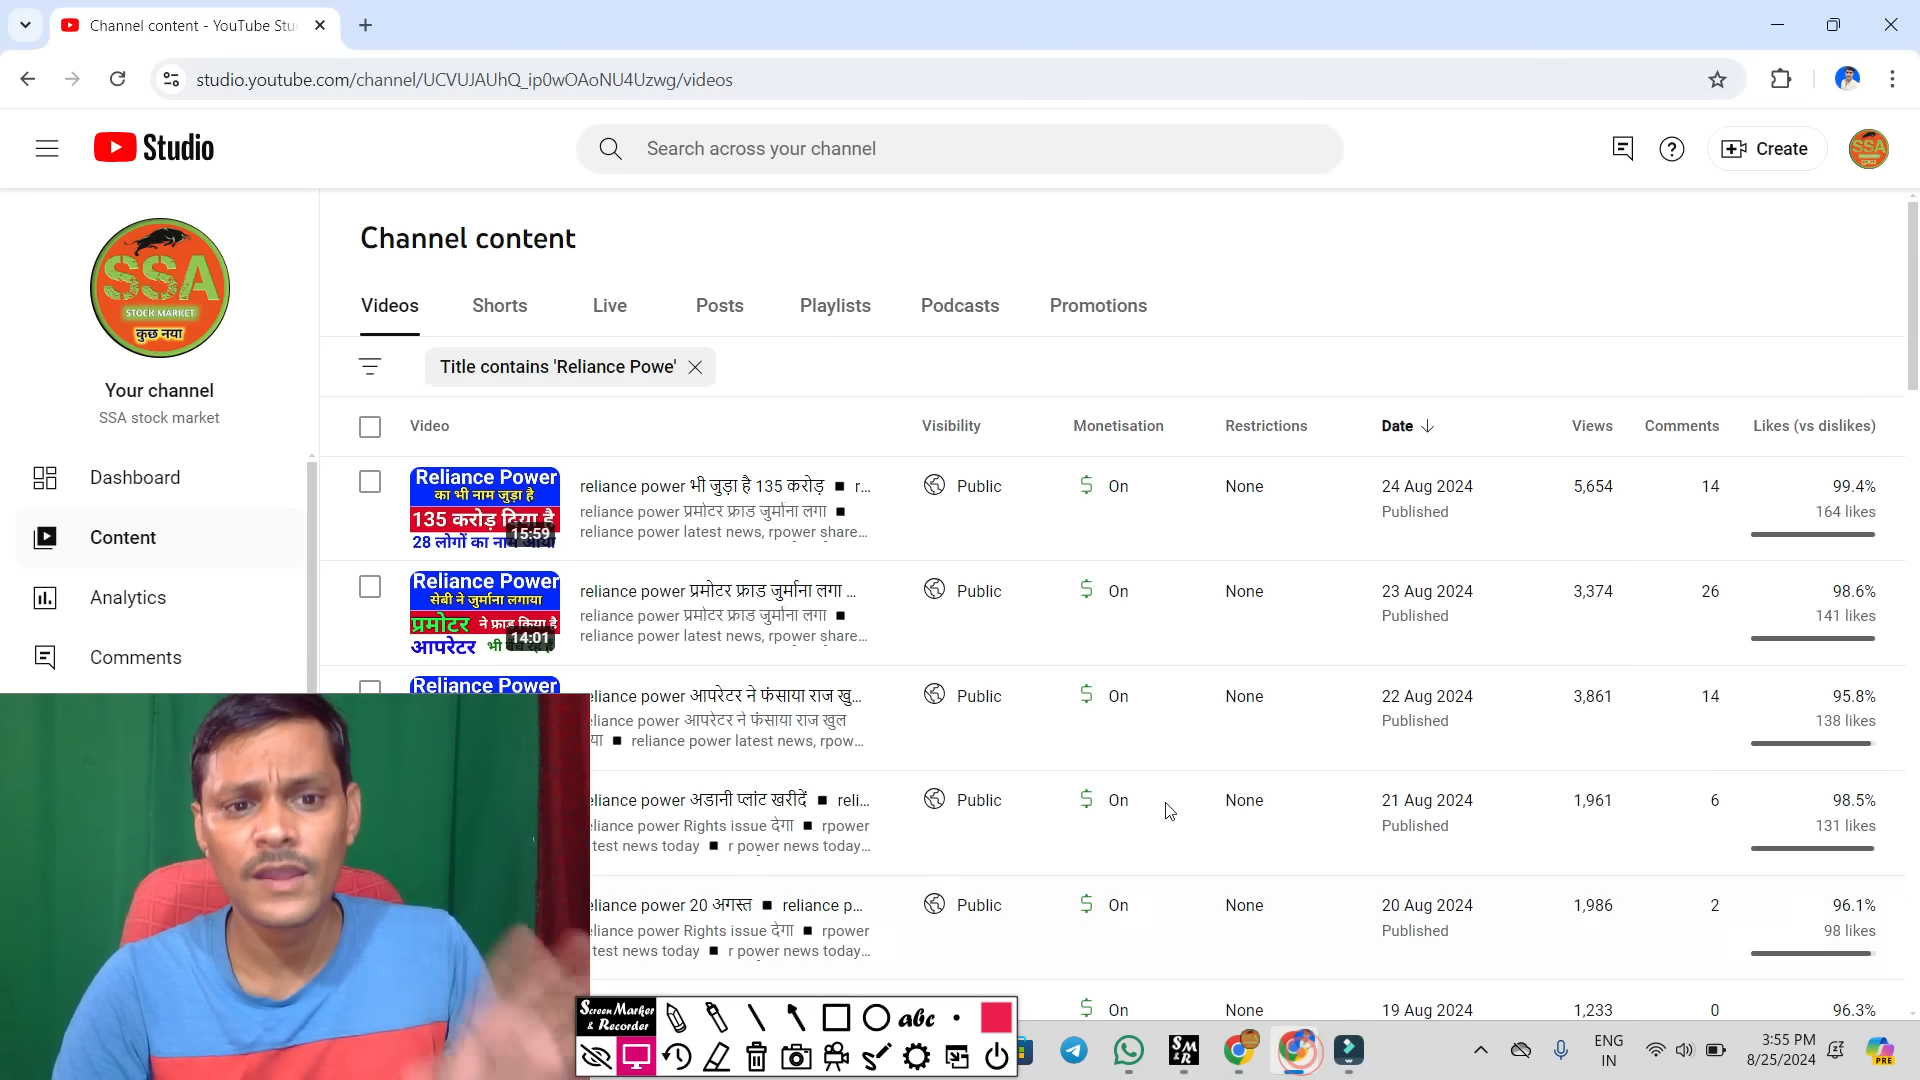 Channel content - YouTube Stu
studio.youtube.com/channel/UCVUJAUhQ_ip0wOAoNU4Uzwg/videos
Studio
Search across your channel
Create
SSA
STOCK MARKET
कुछ नया
Your channel
SSA stock market
Dashboard
Content
Analytics
Comments
Channel content
Videos Shorts Live Posts Playlists Podcasts Promotions
Title contains 'Reliance Powe'
Video Visibility Monetisation Restrictions Date Views Comments Likes (vs dislikes)
Reliance Power
का भी नाम जुड़ा है
135 करोड़ दिया है
28 लोगों का नाम आया
15:59
reliance power भी जुड़ा है 135 करोड़ ■ r...
reliance power प्रमोटर फ्राड जुर्माना लगा ■
reliance power latest news, rpower share...
Public On None 24 Aug 2024 5,654 14 99.4%
Published 164 likes
Reliance Power
सेबी ने जुर्माना लगाया
प्रमोटर ने फ्राड किया है
आपरेटर भी बेच रहे है
14:01
reliance power प्रमोटर फ्राड जुर्माना लगा ...
reliance power प्रमोटर फ्राड जुर्माना लगा ■
reliance power latest news, rpower share...
Public On None 23 Aug 2024 3,374 26 98.6%
Published 141 likes
Reliance Power
eliance power आपरेटर ने फंसाया राज खु...
eliance power आपरेटर ने फंसाया राज खुल
या ■ reliance power latest news, rpow...
Public On None 22 Aug 2024 3,861 14 95.8%
Published 138 likes
eliance power अडानी प्लांट खरीदें ■ reli...
eliance power Rights issue देगा ■ rpower
test news today ■ r power news today...
Public On None 21 Aug 2024 1,961 6 98.5%
Published 131 likes
eliance power 20 अगस्त ■ reliance p...
eliance power Rights issue देगा ■ rpower
test news today ■ r power news today...
Public On None 20 Aug 2024 1,986 2 96.1%
Published 98 likes
On None 19 Aug 2024 1,233 0 96.3%
Screen Marker
& Recorder
abc
SM
&R
ENG
IN
3:55 PM
8/25/2024
PRE